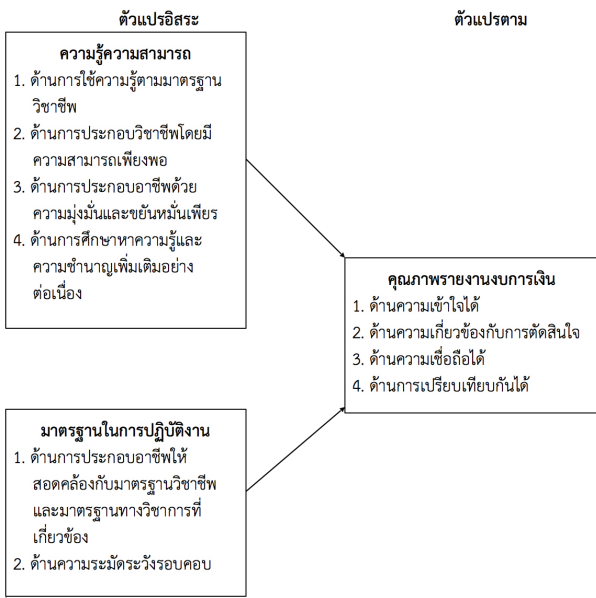 ตัวแปรอิสระ
ตัวแปรตาม
ความรู้ความสามารถ
1. ด้านการใช้ความรู้ตามมาตรฐาน
วิชาชีพ
2. ด้านการประกอบวิชาชีพโดยมี
ความสามารถเพียงพอ
3. ด้านการประกอบอาชีพด้วย
ความมุ่งมั่นและขยันหมั่นเพียร
4. ด้านการศึกษาหาความรู้และ
ความชำนาญเพิ่มเติมอย่าง
ต่อเนื่อง
คุณภาพรายงานงบการเงิน
1. ด้านความเข้าใจได้
2. ด้านความเกี่ยวข้องกับการตัดสินใจ
3. ด้านความเชื่อถือได้
4. ด้านการเปรียบเทียบกันได้
มาตรฐานในการปฏิบัติงาน
1. ด้านการประกอบอาชีพให้
สอดคล้องกับมาตรฐานวิชาชีพ
และมาตรฐานทางวิชาการที่
เกี่ยวข้อง
2. ด้านความระมัดระวังรอบคอบ